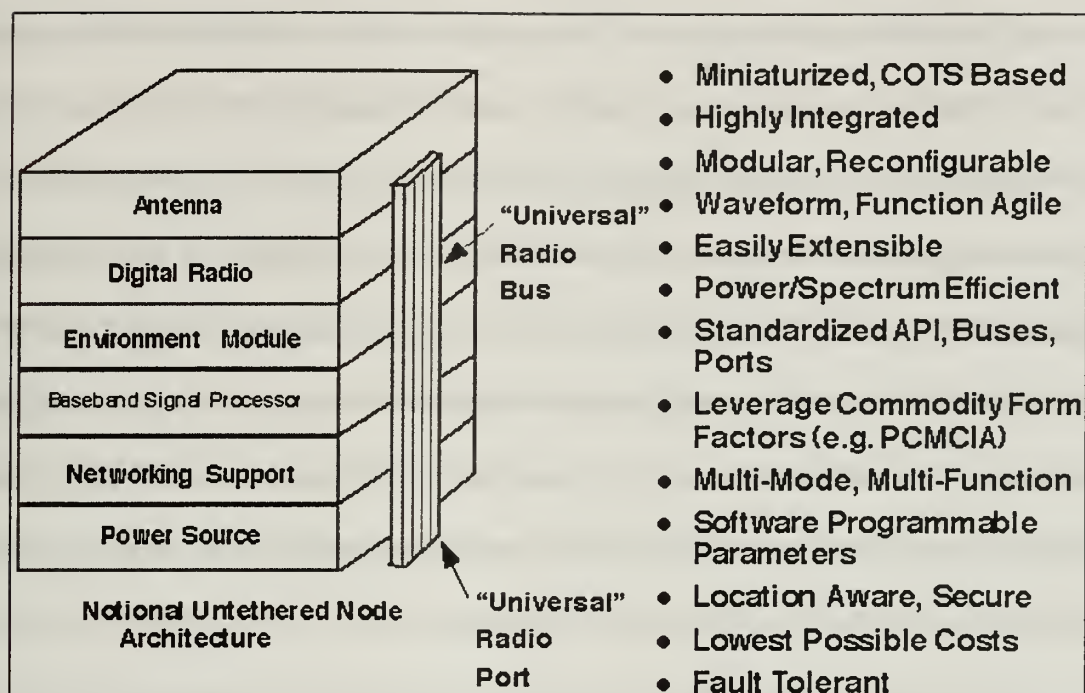 Antenna
Digital Radio
Environment Module
Baseband Signal Processor
Networking Support
Power Source
Notional Untethered Node
Architecture
“Universal”
Radio
Bus
“Universal”
Radio
Port
• Miniaturized, COTS Based
• Highly Integrated
• Modular, Reconfigurable
• Waveform, Function Agile
• Easily Extensible
• Power/Spectrum Efficient
• Standardized API, Buses,
Ports
• Leverage Commodity Form
Factors (e.g. PCMCIA)
• Multi-Mode, Multi-Function
• Software Programmable
Parameters
• Location Aware, Secure
• Lowest Possible Costs
• Fault Tolerant